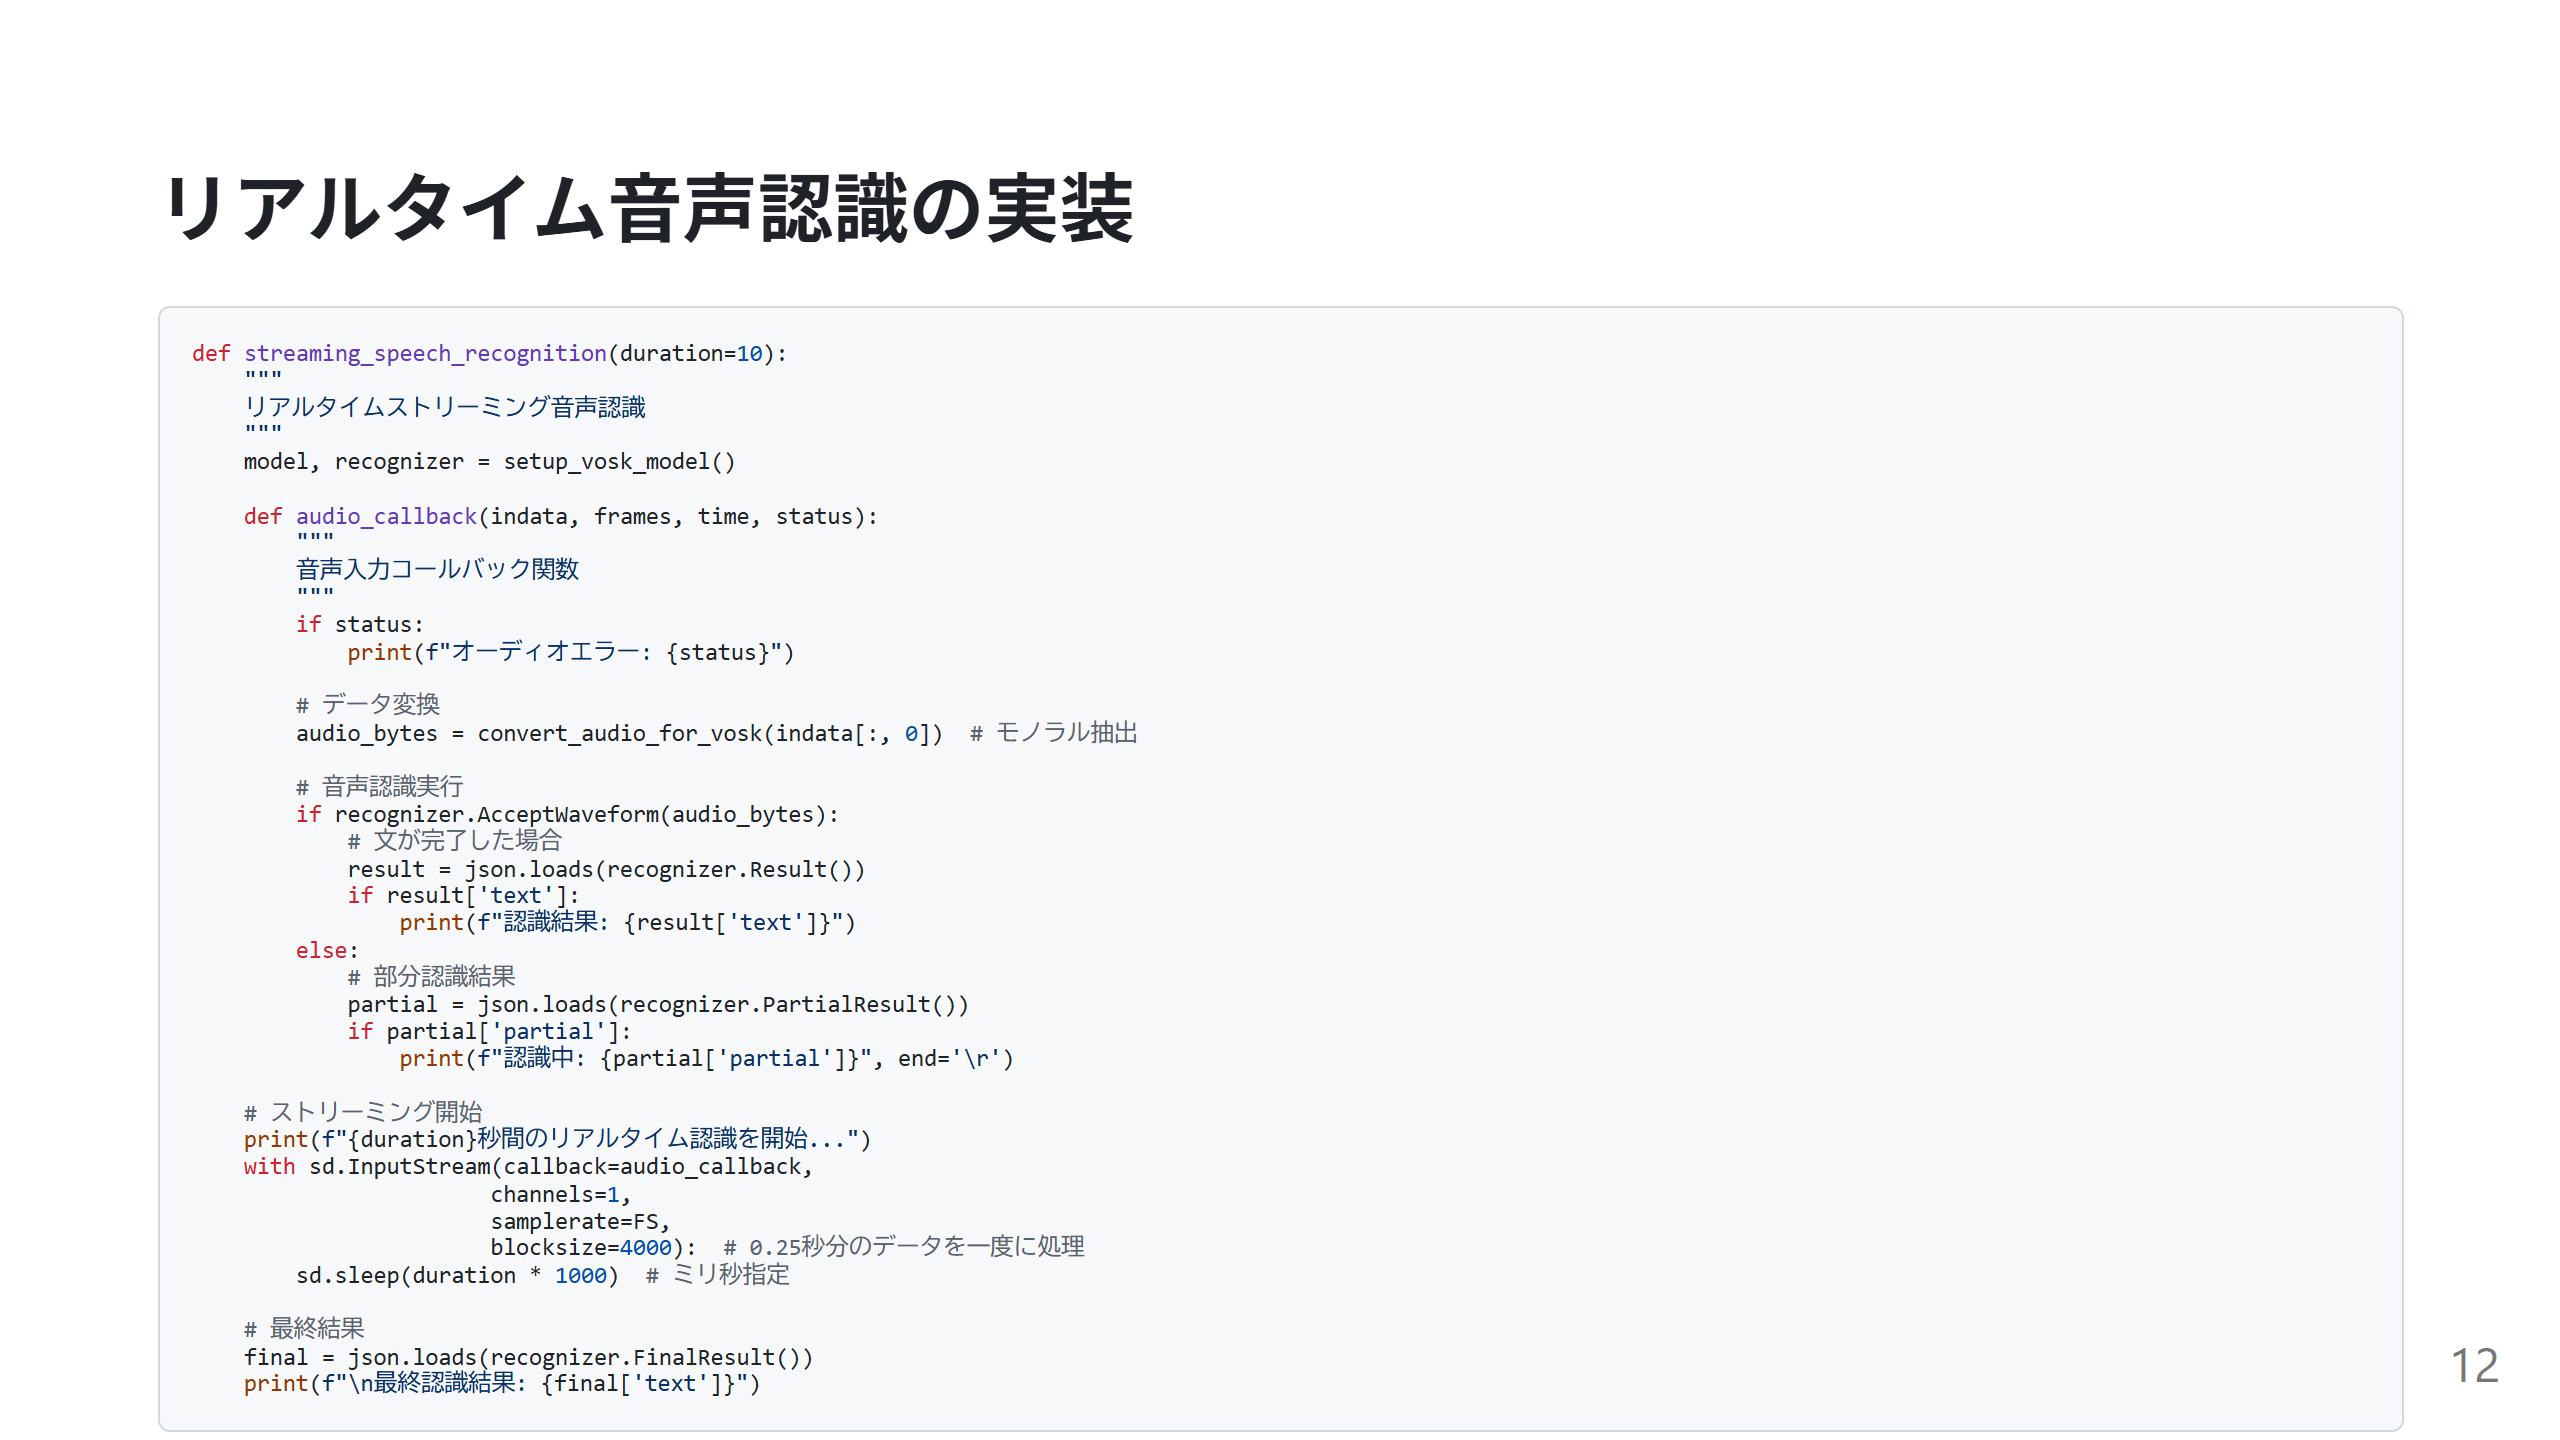 リアルタイム音声認識の実装
def streaming_speech_recognition(duration=10):
    """
    リアルタイムストリーミング音声認識
    """
    model, recognizer = setup_vosk_model()

    def audio_callback(indata, frames, time, status):
        """
        音声入力コールバック関数
        """
        if status:
            print(f"オーディオエラー: {status}")

        # データ変換
        audio_bytes = convert_audio_for_vosk(indata[:, 0])  # モノラル抽出

        # 音声認識実行
        if recognizer.AcceptWaveform(audio_bytes):
            # 文が完了した場合
            result = json.loads(recognizer.Result())
            if result['text']:
                print(f"認識結果: {result['text']}")
        else:
            # 部分認識結果
            partial = json.loads(recognizer.PartialResult())
            if partial['partial']:
                print(f"認識中: {partial['partial']}", end='\r')

    # ストリーミング開始
    print(f"{duration}秒間のリアルタイム認識を開始...")
    with sd.InputStream(callback=audio_callback,
                       channels=1,
                       samplerate=FS,
                       blocksize=4000):  # 0.25秒分のデータを一度に処理
        sd.sleep(duration * 1000)  # ミリ秒指定

    # 最終結果
    final = json.loads(recognizer.FinalResult())
    print(f"\n最終認識結果: {final['text']}")
12